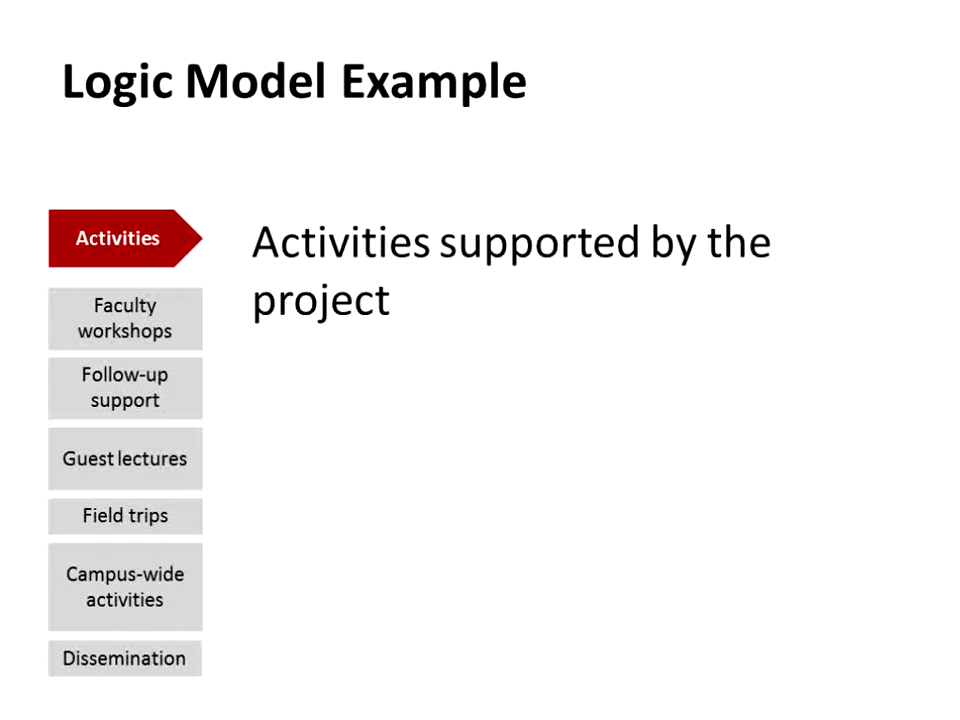 Logic Model Example
Activities
Activities supported by the
project
Faculty
workshops
Follow-up
support
Guest lectures
Field trips
Campus-wide
activities
Dissemination